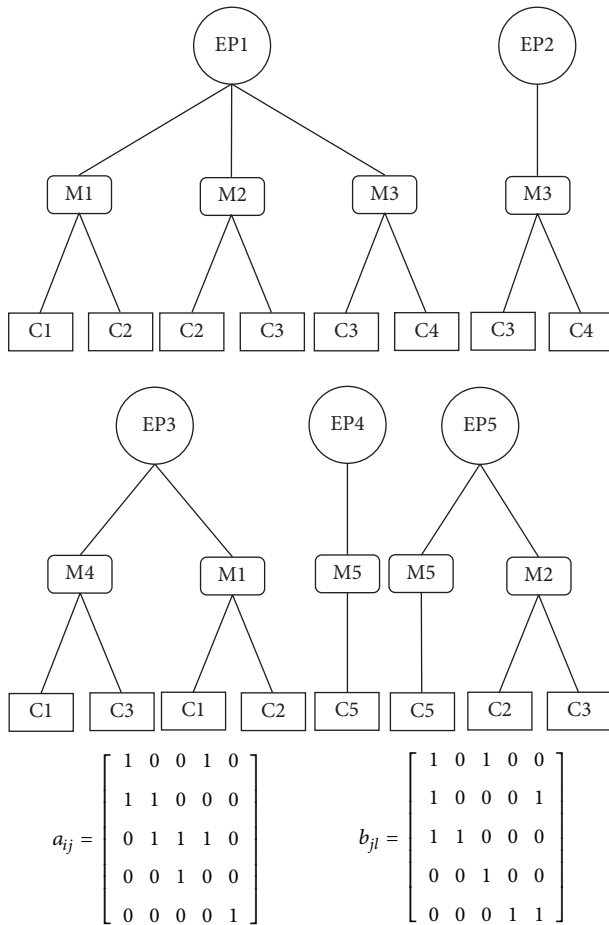 EP1 EP2
M1 M2 M3 M3
C1 C2 C2 C3 C3 C4 C3 C4
EP3 EP4 EP5
M4 M1 M5 M5 M2
C1 C3 C1 C2 C5 C5 C2 C3
1 0 0 1 0
1 1 0 0 0
a_{ij} = 0 1 1 1 0
0 0 1 0 0
0 0 0 0 1
1 0 1 0 0
1 0 0 0 1
b_{jl} = 1 1 0 0 0
0 0 1 0 0
0 0 0 1 1